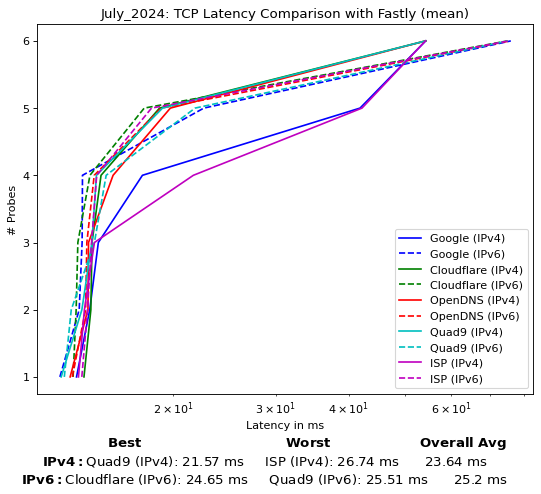 July_2024: TCP Latency Comparison with Fastly (mean)
6
5
4
3
2
1
# Probes
Google (IPv4)
Google (IPv6)
Cloudflare (IPv4)
Cloudflare (IPv6)
OpenDNS (IPv4)
OpenDNS (IPv6)
Quad9 (IPv4)
Quad9 (IPv6)
ISP (IPv4)
ISP (IPv6)
2 × 10¹ 3 × 10¹ 4 × 10¹ 6 × 10¹
Latency in ms
Best Worst Overall Avg
IPv4: Quad9 (IPv4): 21.57 ms ISP (IPv4): 26.74 ms 23.64 ms
IPv6: Cloudflare (IPv6): 24.65 ms Quad9 (IPv6): 25.51 ms 25.2 ms